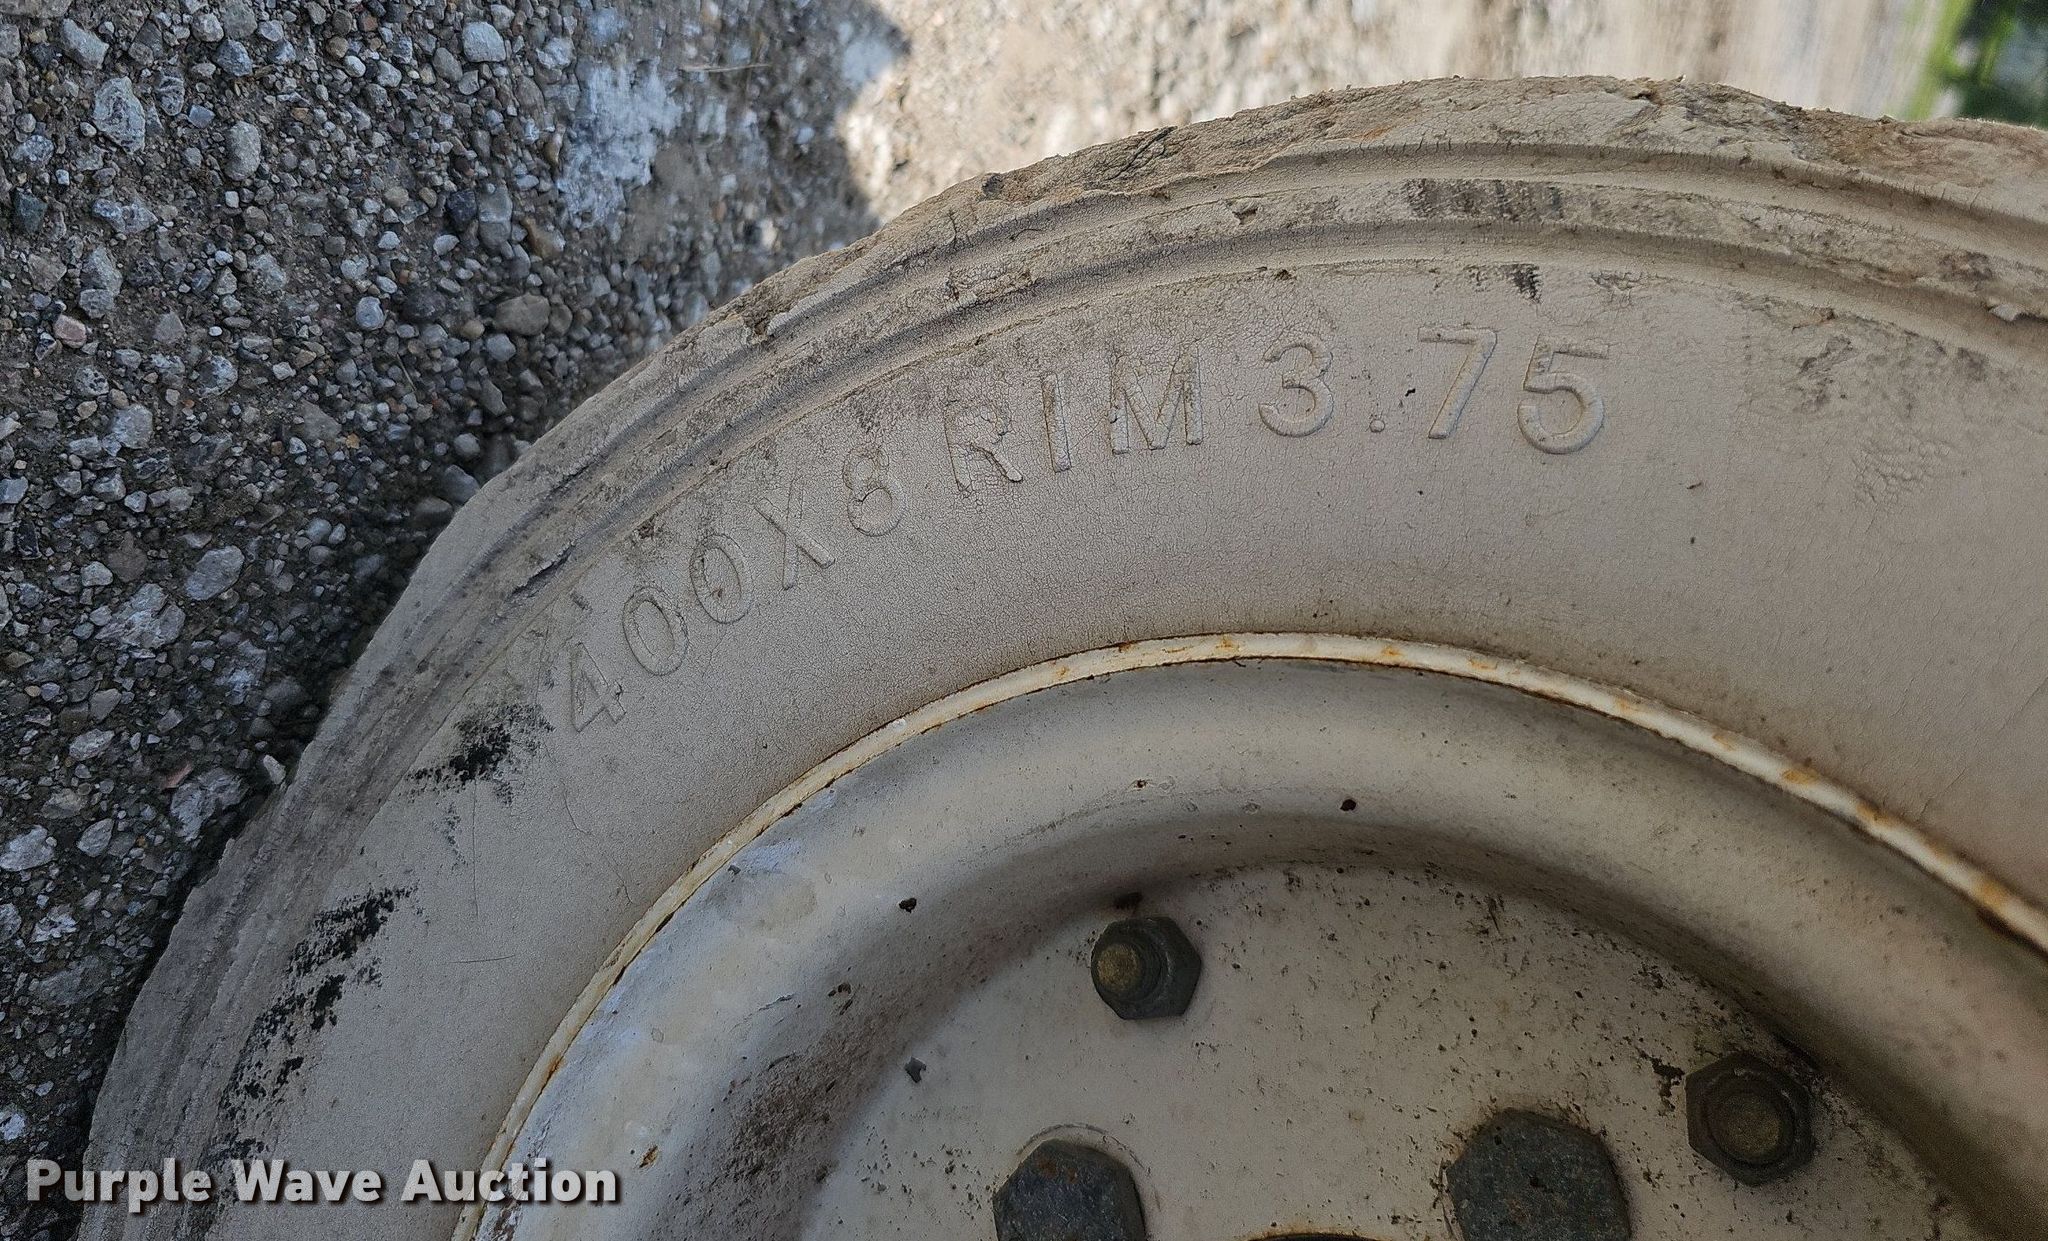 400X8 RIM 3.75
Purple Wave Auction